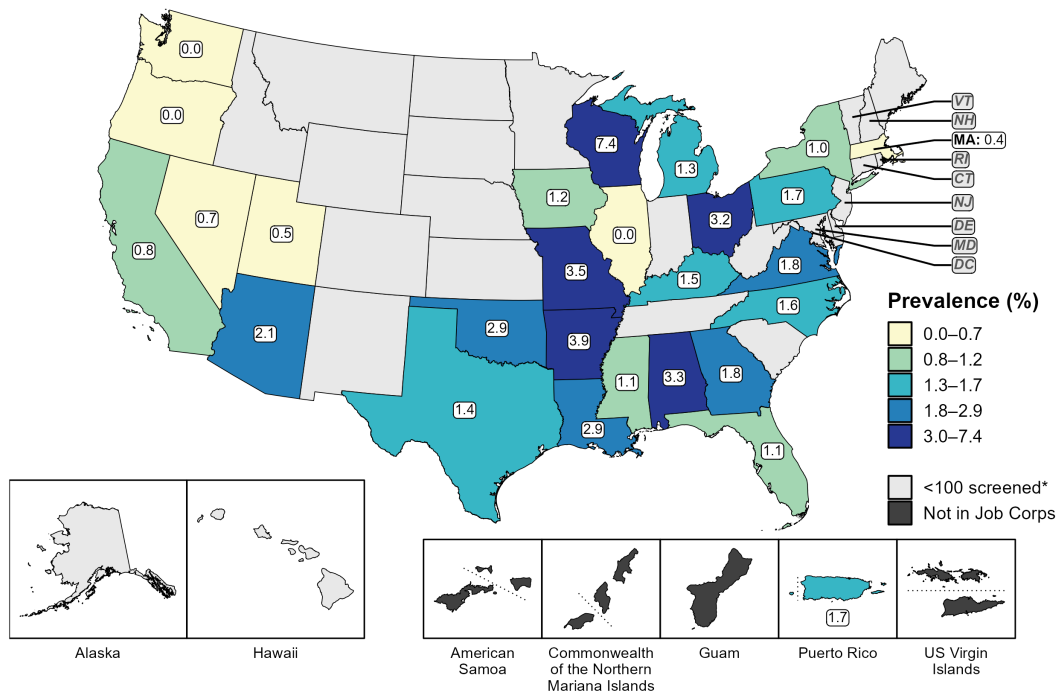 0.0
VT
0.0
NH
7.4
MA: 0.4
1.0
RI
1.3
CT
1.7
1.2
NJ
0.7
3.2
0.5
0.0
DE
0.8
MD
1.8
DC
3.5
1.5
1.6
Prevalence (%)
2.1
2.9
3.9
0.0–0.7
0.8–1.2
1.1
3.3
1.8
1.3–1.7
1.4
1.8–2.9
2.9
3.0–7.4
1.1
<100 screened*
Not in Job Corps
1.7
Alaska
Hawaii
American
Samoa
Commonwealth
of the Northern
Mariana Islands
Guam
Puerto Rico
US Virgin
Islands